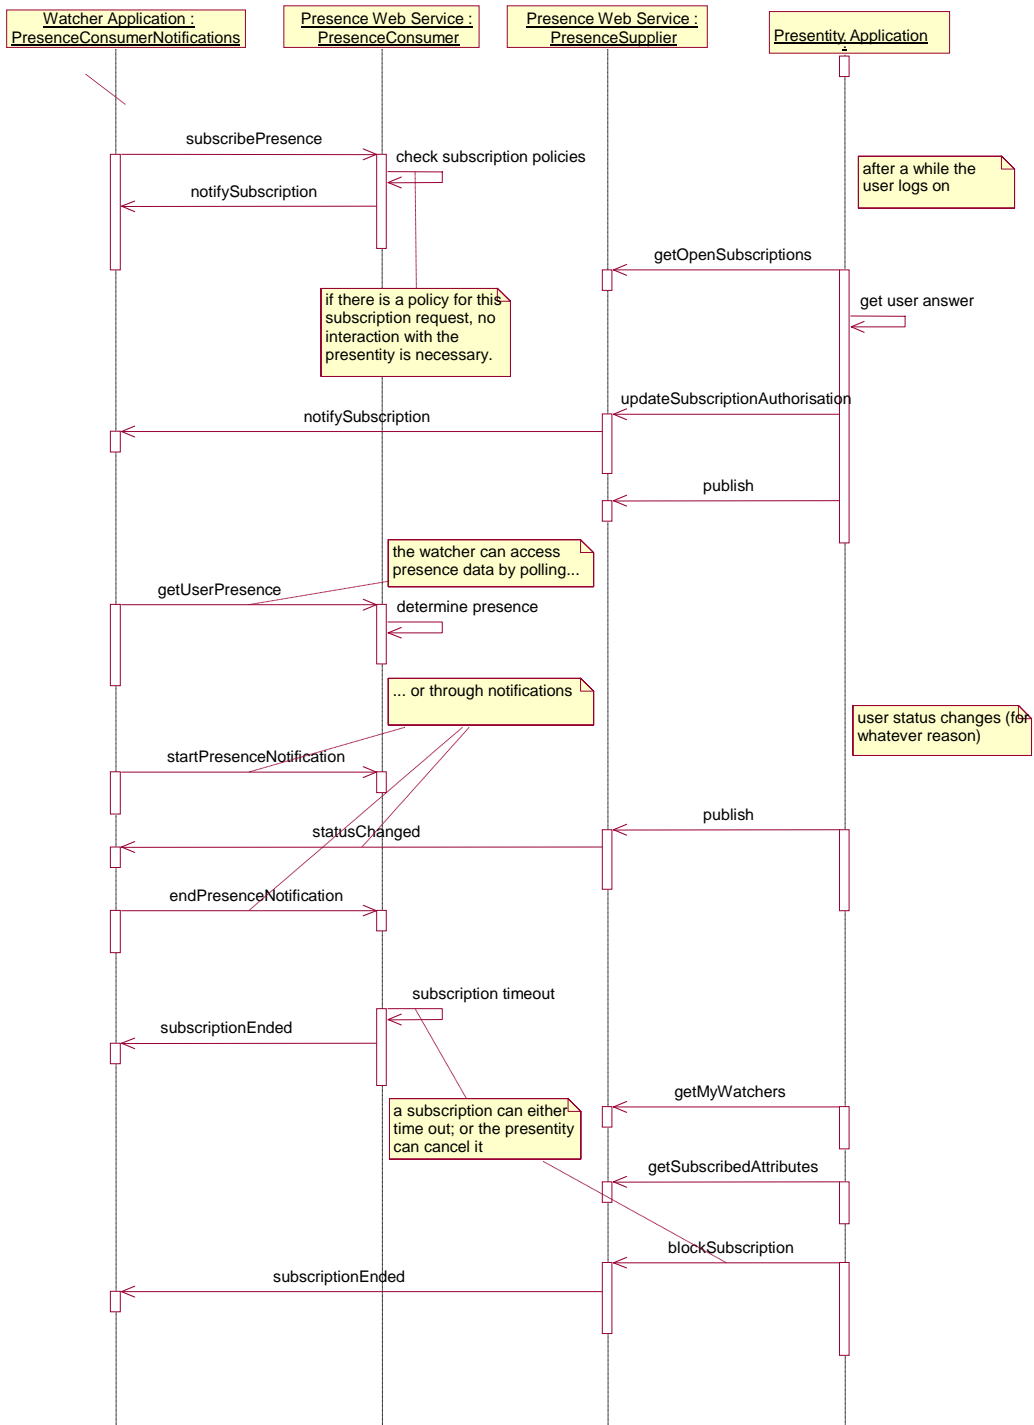 Watcher Application :
PresenceConsumerNotifications
Presence Web Service :
PresenceConsumer
Presence Web Service :
PresenceSupplier
Presentity Application
:
subscribePresence
check subscription policies
after a while the
user logs on
notifySubscription
getOpenSubscriptions
if there is a policy for this
subscription request, no
interaction with the
presentity is necessary.
get user answer
updateSubscriptionAuthorisation
notifySubscription
publish
the watcher can access
presence data by polling...
getUserPresence
determine presence
... or through notifications
user status changes (for
whatever reason)
startPresenceNotification
publish
statusChanged
endPresenceNotification
subscription timeout
subscriptionEnded
getMyWatchers
a subscription can either
time out; or the presentity
can cancel it
getSubscribedAttributes
blockSubscription
subscriptionEnded